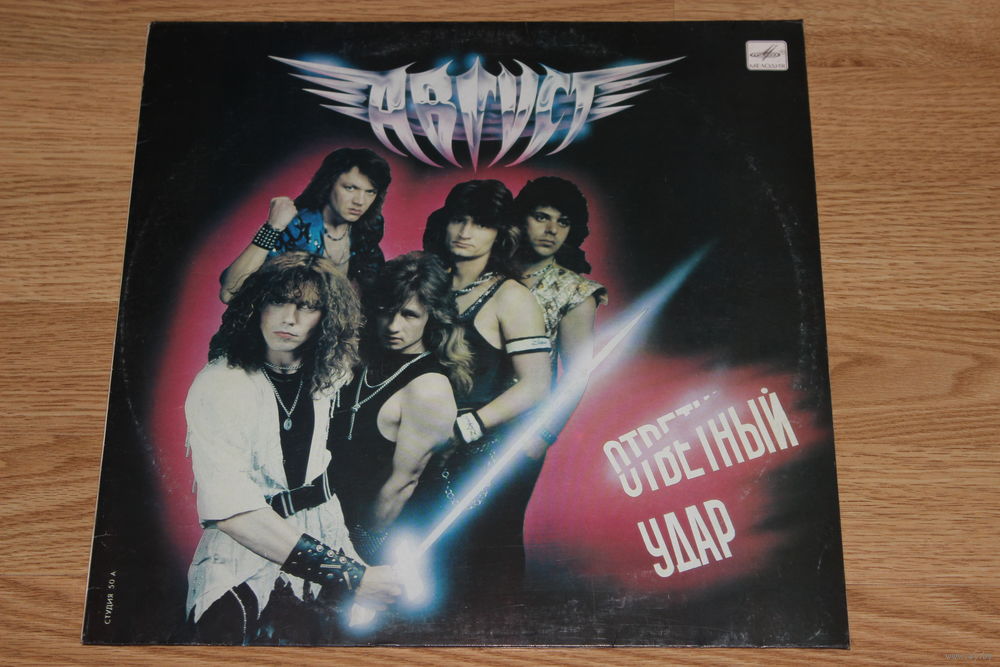 АВГУСТ
МЕЛОДИЯ
ОТВЕТНЫЙ
УДАР
СТУДИЯ 50 А